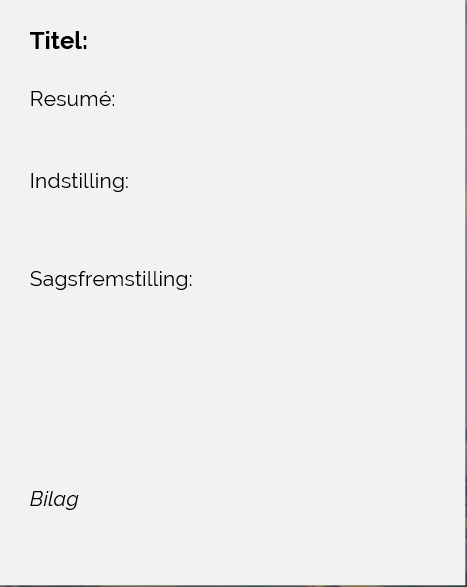 Titel:
Resumé:
Indstilling:
Sagsfremstilling:
Bilag